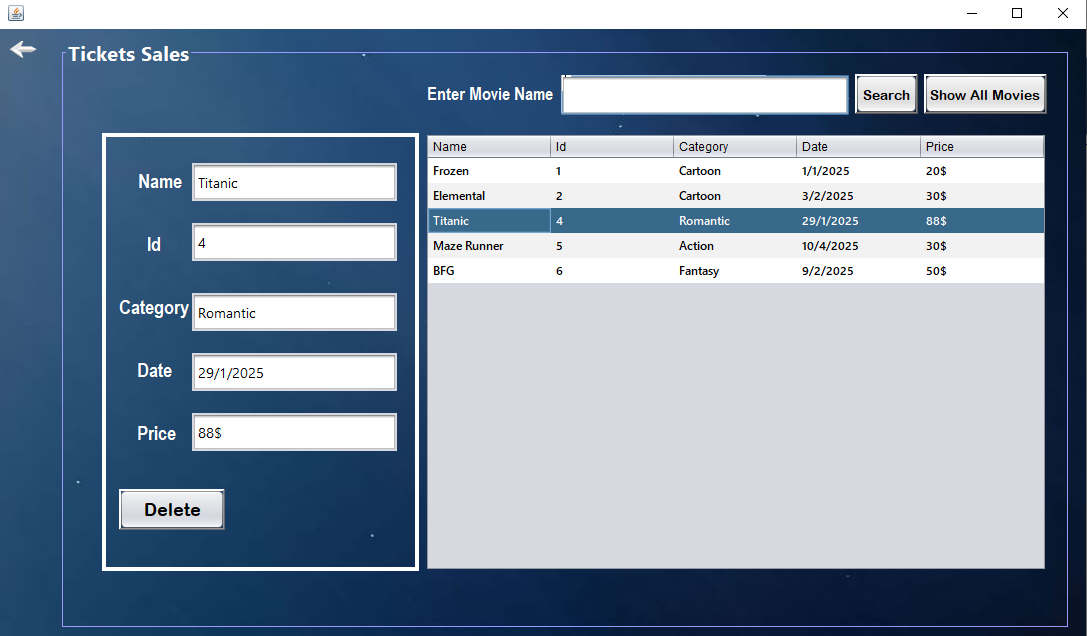 Tickets Sales
Enter Movie Name Search Show All Movies
Name Titanic
Id 4
Category Romantic
Date 29/1/2025
Price 88$
Delete
Name Id Category Date Price
Frozen 1 Cartoon 1/1/2025 20$
Elemental 2 Cartoon 3/2/2025 30$
Titanic 4 Romantic 29/1/2025 88$
Maze Runner 5 Action 10/4/2025 30$
BFG 6 Fantasy 9/2/2025 50$